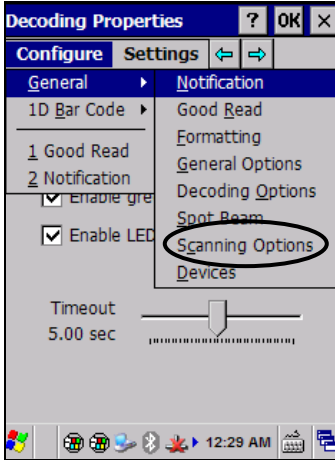 Decoding Properties ? OK ×
Configure Settings
General
1D Bar Code
1 Good Read
2 Notification
Notification
Good Read
Formatting
General Options
Decoding Options
Spot Beam
Scanning Options
Devices
Enable gre
Enable LED
Timeout
5.00 sec
12:29 AM